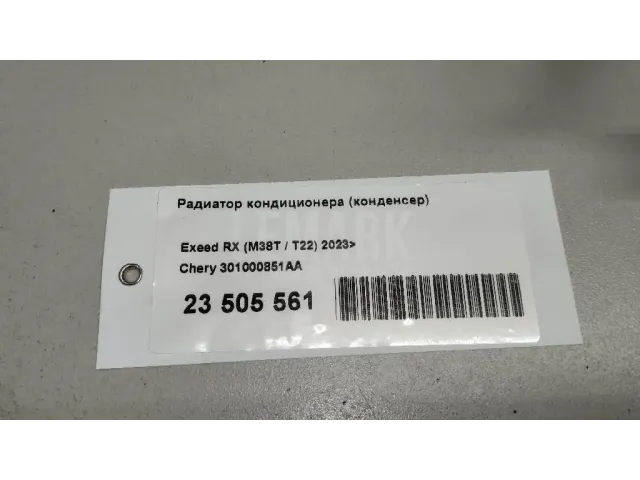 Радиатор кондиционера (конденсер)
Exeed RX (M38T / T22) 2023>
Chery 301000851AA
23 505 561